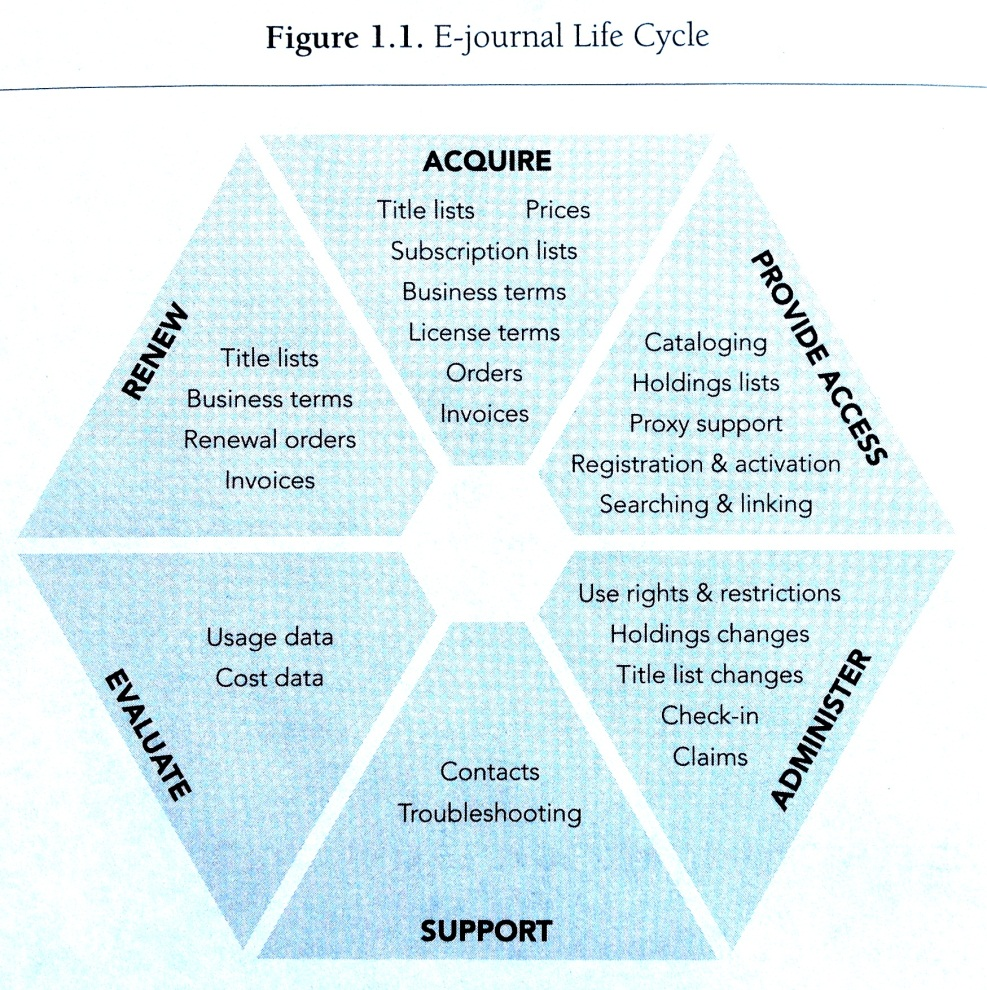 Figure 1.1. E-journal Life Cycle
ACQUIRE
Title lists Prices
Subscription lists
Business terms
License terms
Orders
Invoices
PROVIDE ACCESS
Cataloging
Holdings lists
Proxy support
Registration & activation
Searching & linking
ADMINISTER
Use rights & restrictions
Holdings changes
Title list changes
Check-in
Claims
SUPPORT
Contacts
Troubleshooting
EVALUATE
Usage data
Cost data
RENEW
Title lists
Business terms
Renewal orders
Invoices